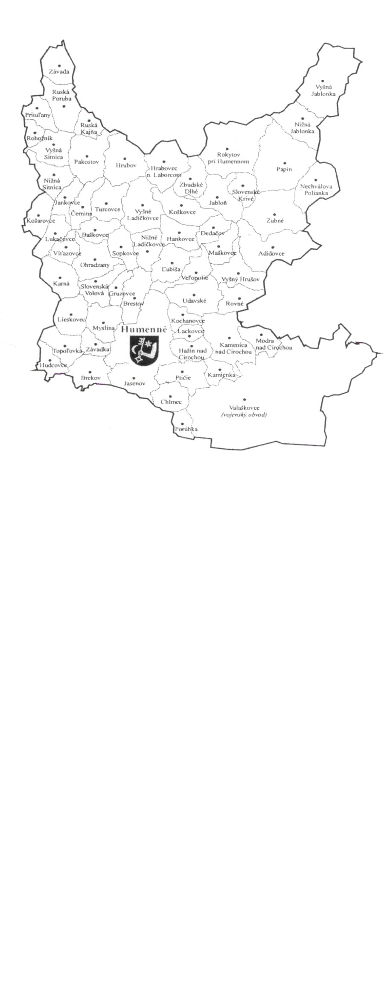 Závada
Ruská
Poruba
Vyšná
Jablonka
Prituľany
Ruská
Kajňa
Nižná
Jablonka
Rohožník
Vyšná
Sitnica
Pakostov
Hrubov
Hrabovec
n. Laborcom
Rokytov
pri Humennom
Papín
Nižná
Sitnica
Zbudské
Dlhé
Slovenské
Krivé
Nechválova
Polianka
Jankovce
Černina
Turcovce
Vyšné
Ladičkovce
Koškovce
Jabloň
Zubné
Košarovce
Lukačovce
Baškovce
Nižné
Ladičkovce
Hankovce
Dedačov
Víťazovce
Sopkovce
Maškovce
Adidovce
Ohradzany
Ľubiša
Veľopolie
Vyšný Hrušov
Karná
Slovenská
Volová
Gruzovce
Brestov
Udavské
Rovné
Lieskovec
Myslina
Humenné
Kochanovce
Lackovce
Topoľovka
Závadka
Hažín nad
Cirochou
Kamenica
nad Cirochou
Modra
nad Cirochou
Hudcovce
Brekov
Jasenov
Ptičie
Kamienka
Chlmec
Valaškovce
(vojenský obvod)
Porúbka